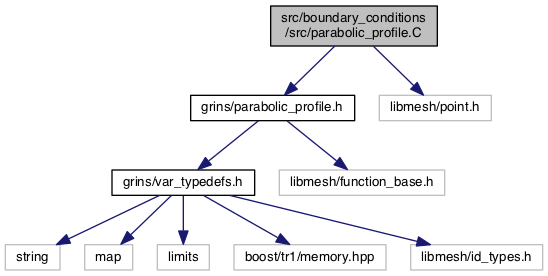 src/boundary_conditions
/src/parabolic_profile.C
grins/parabolic_profile.h
libmesh/point.h
grins/var_typedefs.h
libmesh/function_base.h
string
map
limits
boost/tr1/memory.hpp
libmesh/id_types.h